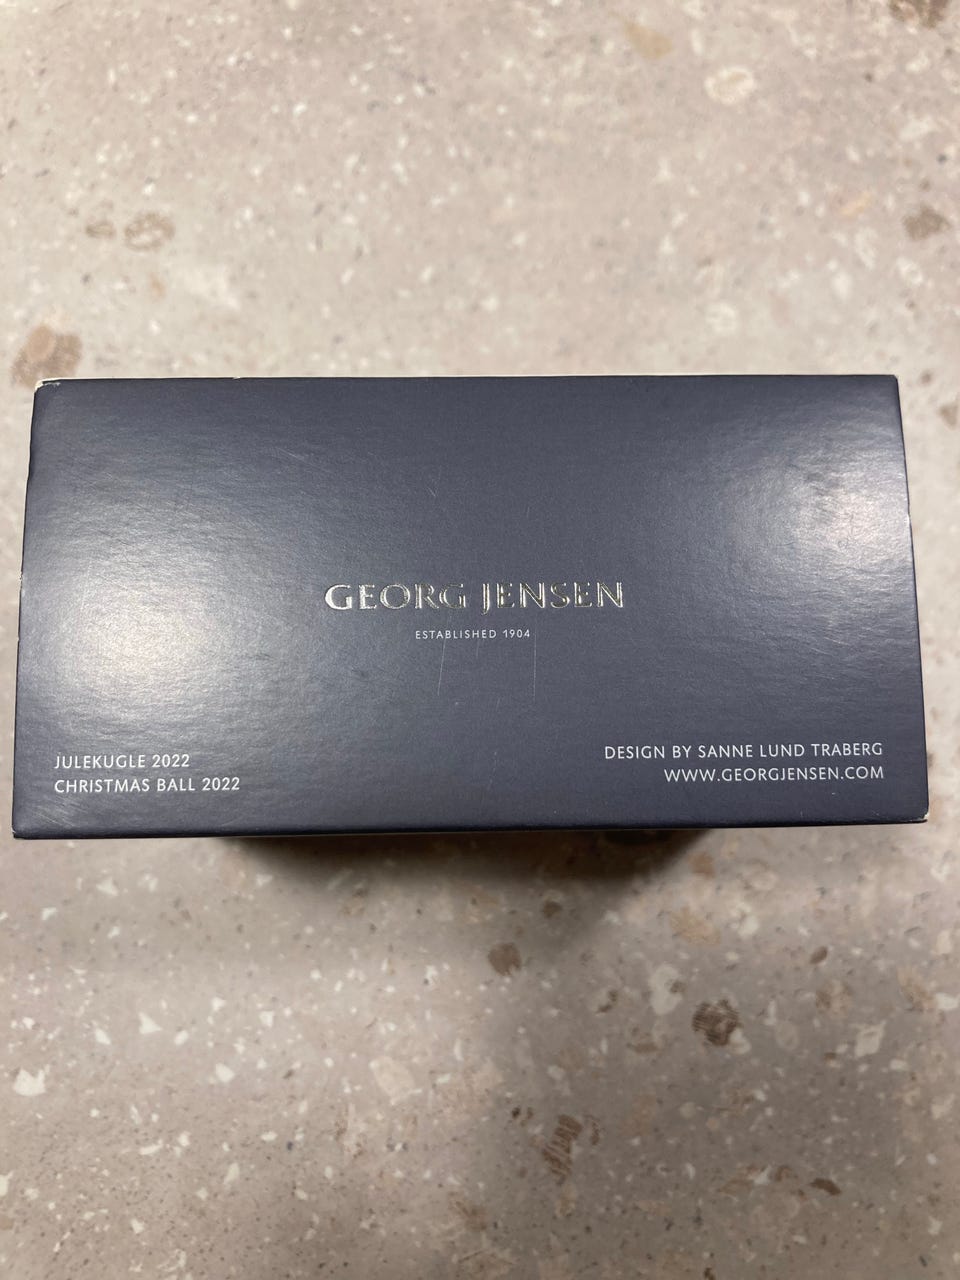 GEORG JENSEN
ESTABLISHED 1904
JULEKUGLE 2022
CHRISTMAS BALL 2022
DESIGN BY SANNE LUND TRABERG
WWW.GEORGJENSEN.COM